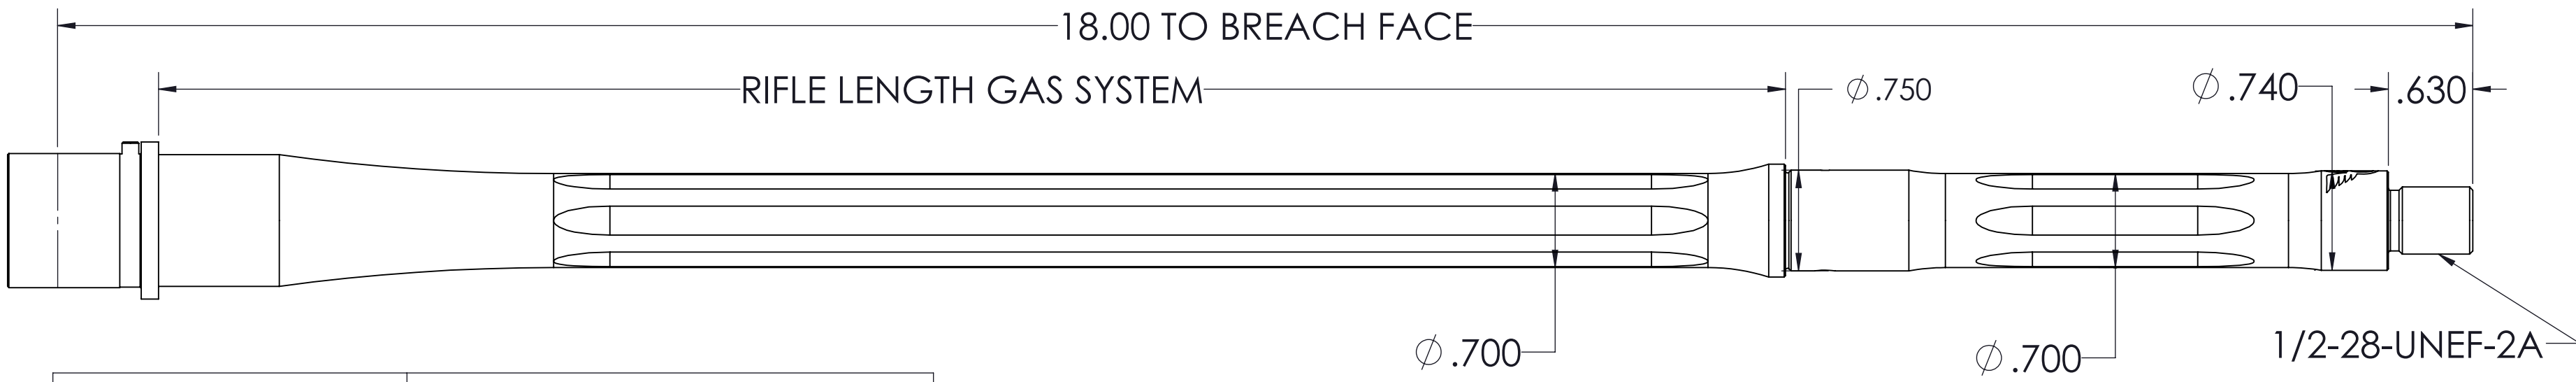 18.00 TO BREACH FACE
RIFLE LENGTH GAS SYSTEM
∅ .750
∅ .740
.630
∅ .700
∅ .700
1/2-28-UNEF-2A